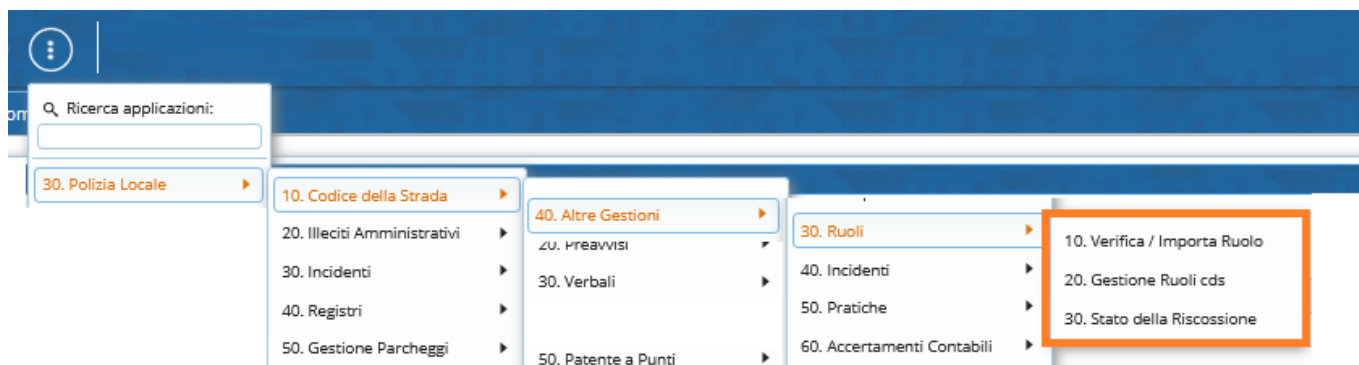 om
Ricerca applicazioni:
30. Polizia Locale
10. Codice della Strada
20. Illeciti Amministrativi
30. Incidenti
40. Registri
50. Gestione Parcheggi
40. Altre Gestioni
20. Preavvisi
30. Verbali
50. Patente a Punti
30. Ruoli
40. Incidenti
50. Pratiche
60. Accertamenti Contabili
10. Verifica / Importa Ruolo
20. Gestione Ruoli cds
30. Stato della Riscossione